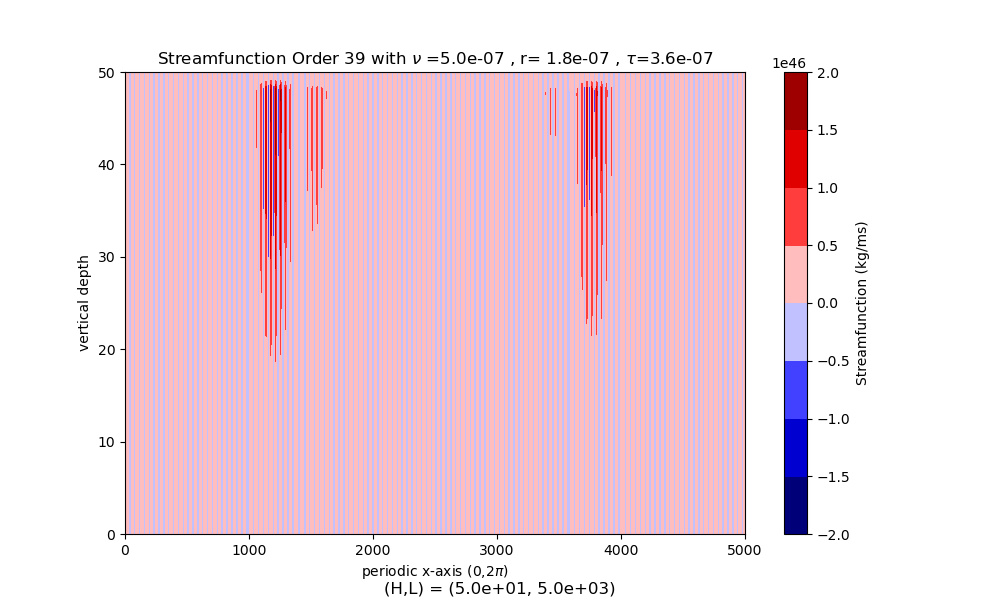 Streamfunction Order 39 with ν =5.0e-07 , r= 1.8e-07 , τ=3.6e-07
1e46
50
40
30
20
10
0
vertical depth
0 1000 2000 3000 4000 5000
periodic x-axis (0,2π)
(H,L) = (5.0e+01, 5.0e+03)
2.0
1.5
1.0
0.5
0.0
−0.5
−1.0
−1.5
−2.0
Streamfunction (kg/ms)